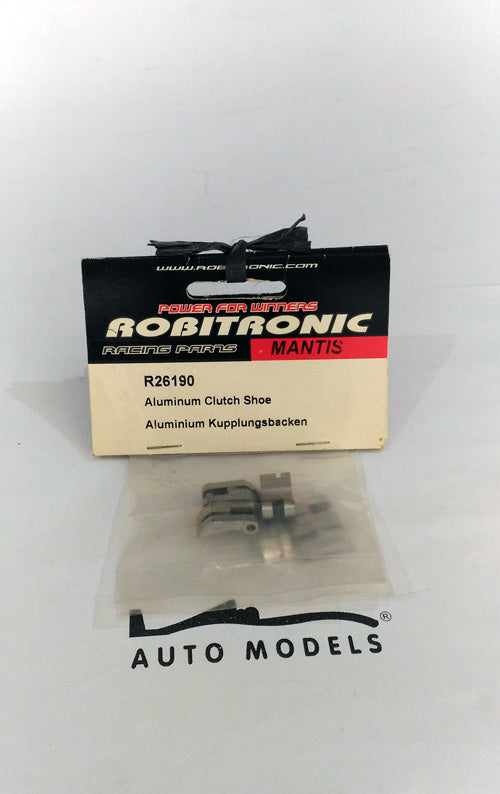 WWW.ROBITRONIC.COM
POWER FOR WINNERS
ROBITRONIC
RACING PARTS MANTIS
R26190
Aluminum Clutch Shoe
Aluminium Kupplungsbacken
®
AUTO MODELS